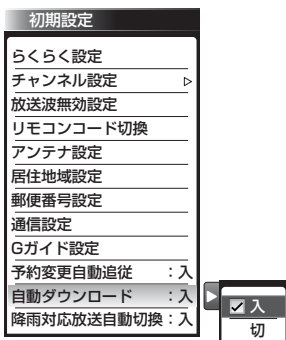 初期設定
らくらく設定
チャンネル設定 ▷
放送波無効設定
リモコンコード切換
アンテナ設定
居住地域設定
郵便番号設定
通信設定
Gガイド設定
予約変更自動追従 ：入
自動ダウンロード ：入
降雨対応放送自動切換：入
入
切